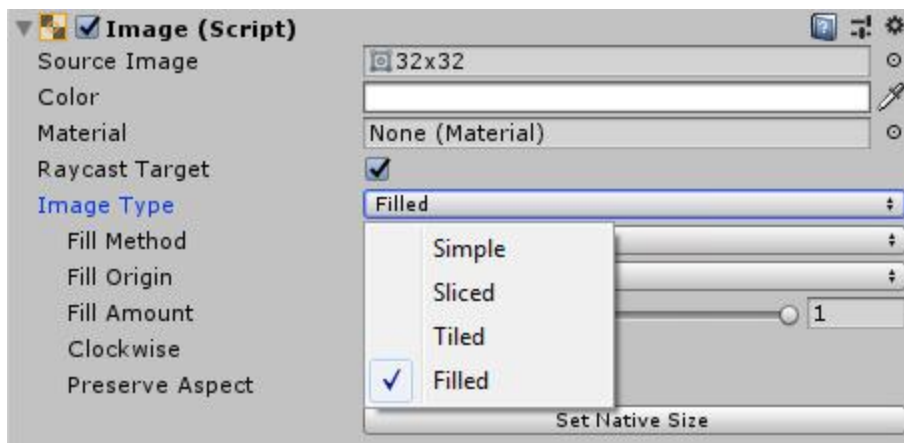 Image (Script)
Source Image 32x32
Color
Material None (Material)
Raycast Target
Image Type Filled
Fill Method Simple
Fill Origin Sliced
Fill Amount Tiled 1
Clockwise
Preserve Aspect Filled
Set Native Size